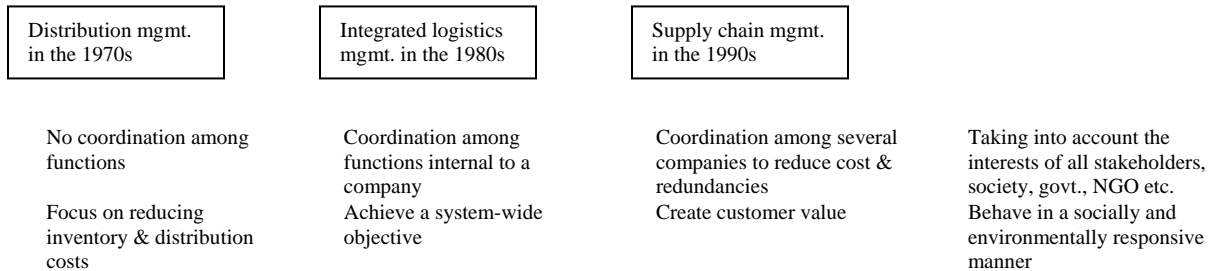 Distribution mgmt.
in the 1970s
Integrated logistics
mgmt. in the 1980s
Supply chain mgmt.
in the 1990s
No coordination among
functions
Focus on reducing
inventory & distribution
costs
Coordination among
functions internal to a
company
Achieve a system-wide
objective
Coordination among several
companies to reduce cost &
redundancies
Create customer value
Taking into account the
interests of all stakeholders,
society, govt., NGO etc.
Behave in a socially and
environmentally responsive
manner